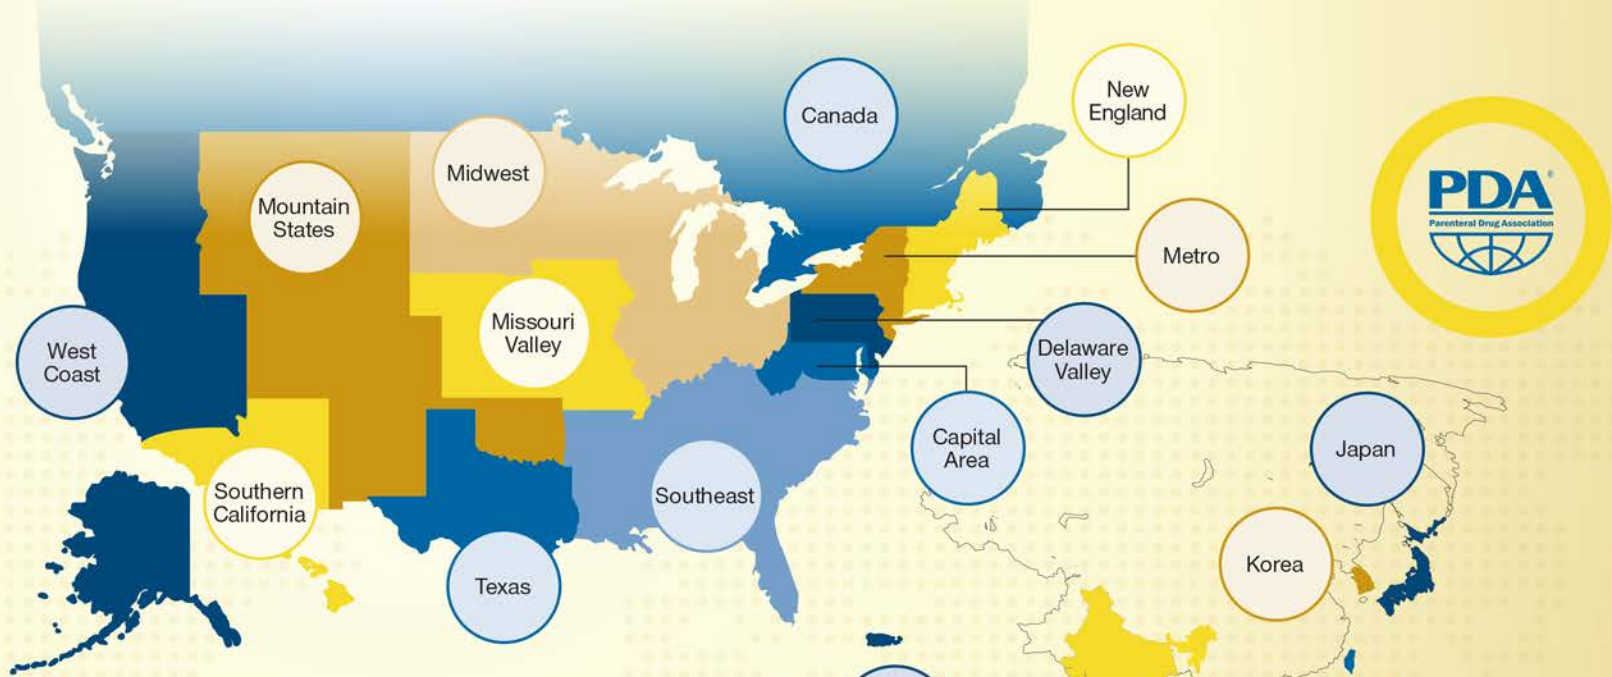 Canada
New
England
Midwest
Mountain
States
PDA®
Parenteral Drug Association
Metro
Missouri
Valley
West
Coast
Delaware
Valley
Capital
Area
Japan
Southern
California
Southeast
Korea
Texas